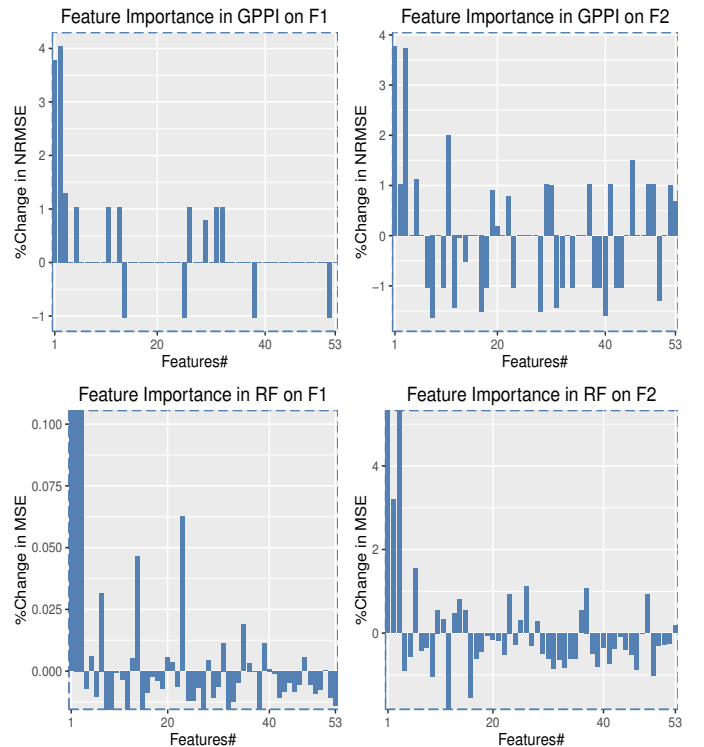 Feature Importance in GPPI on F1
%Change in NRMSE
4
3
2
1
0
−1
1 20 40 53
Features#
Feature Importance in GPPI on F2
%Change in NRMSE
4
3
2
1
0
−1
1 20 40 53
Features#
Feature Importance in RF on F1
%Change in MSE
0.100
0.075
0.050
0.025
0.000
1 20 40 53
Features#
Feature Importance in RF on F2
%Change in MSE
4
2
0
1 20 40 53
Features#